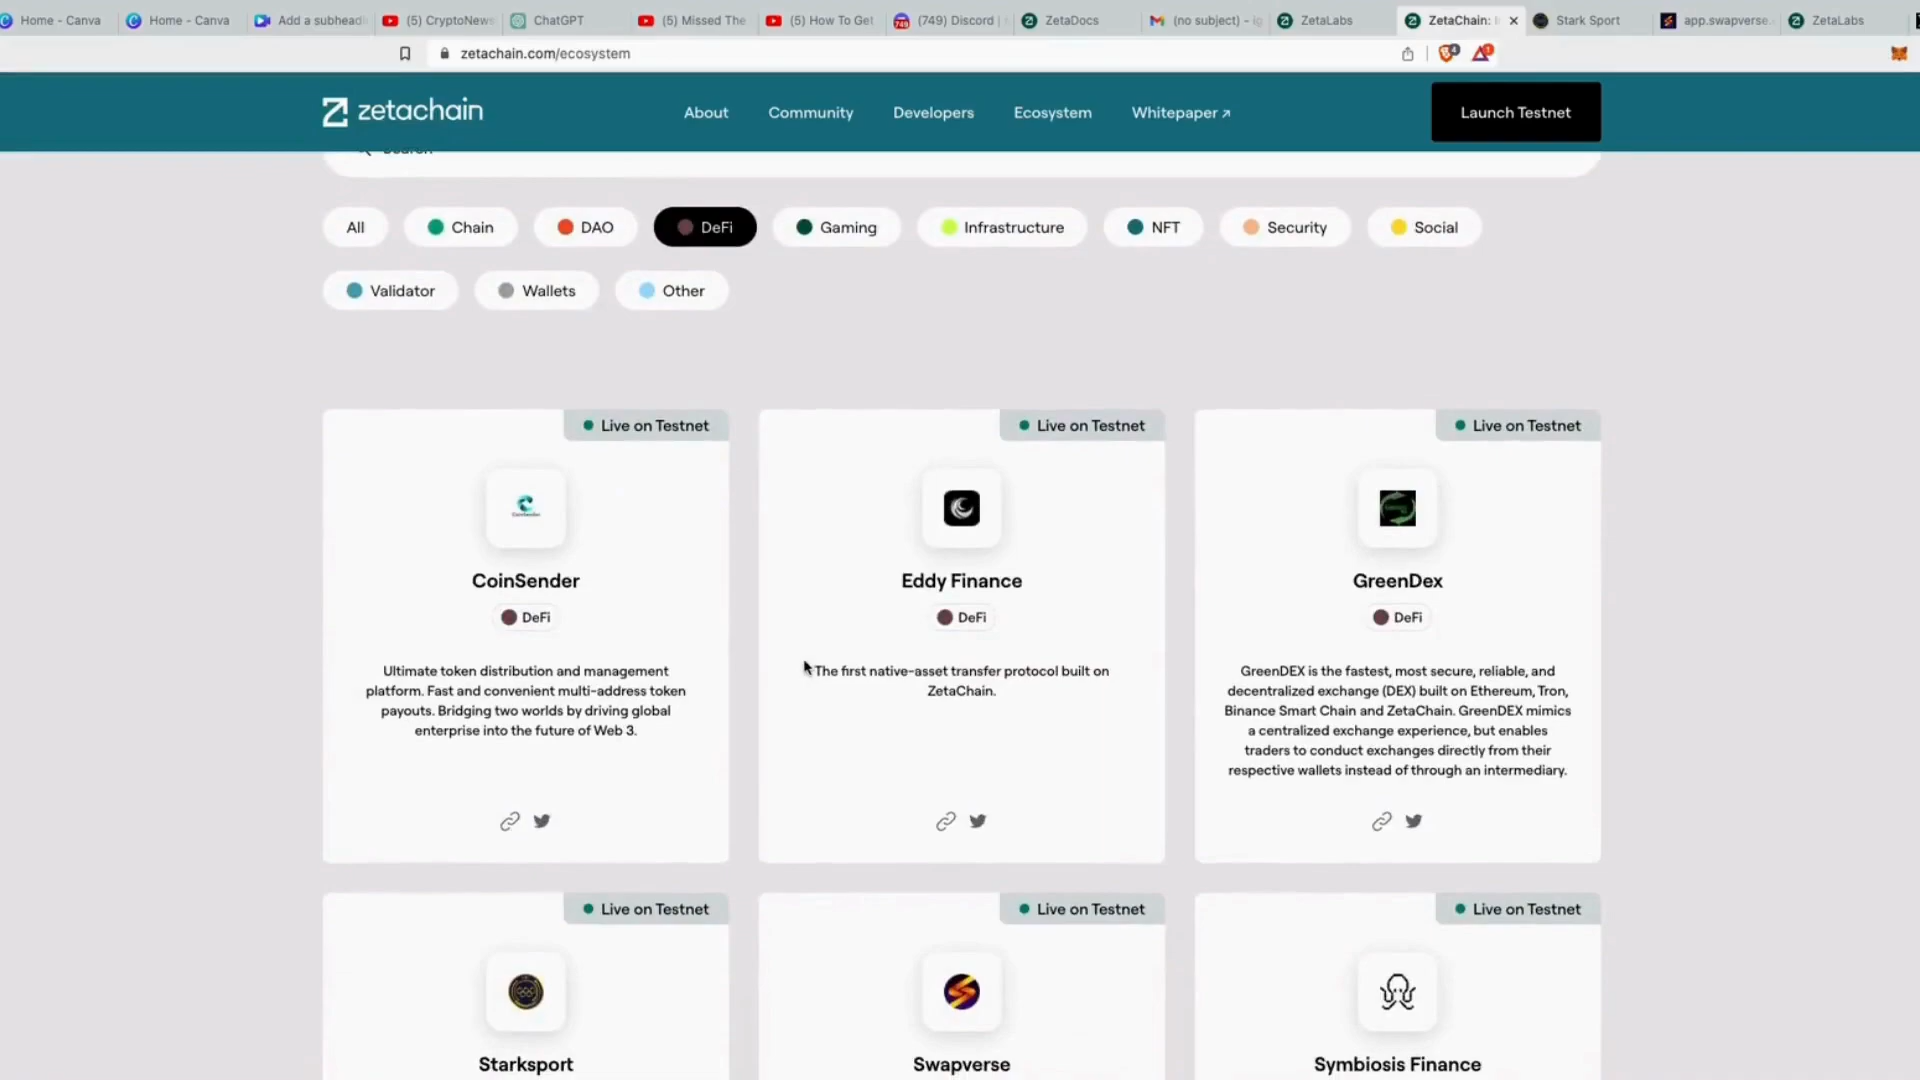 Home - Canva
Home - Canva
Add a subheadi
(5) CryptoNews
ChatGPT
(5) Missed The
(5) How To Get
(749) Discord |
ZetaDocs
(no subject) - ig
ZetaLabs
ZetaChain: I
Stark Sport
app.swapverse.
ZetaLabs
zetachain.com/ecosystem
zetachain
About
Community
Developers
Ecosystem
Whitepaper ↗
Launch Testnet
Search
All
Chain
DAO
DeFi
Gaming
Infrastructure
NFT
Security
Social
Validator
Wallets
Other
Live on Testnet
CoinSender
DeFi
Ultimate token distribution and management
platform. Fast and convenient multi-address token
payouts. Bridging two worlds by driving global
enterprise into the future of Web 3.
Live on Testnet
Eddy Finance
DeFi
The first native-asset transfer protocol built on
ZetaChain.
Live on Testnet
GreenDex
DeFi
GreenDEX is the fastest, most secure, reliable, and
decentralized exchange (DEX) built on Ethereum, Tron,
Binance Smart Chain and ZetaChain. GreenDEX mimics
a centralized exchange experience, but enables
traders to conduct exchanges directly from their
respective wallets instead of through an intermediary.
Live on Testnet
Starksport
Live on Testnet
Swapverse
Live on Testnet
Symbiosis Finance